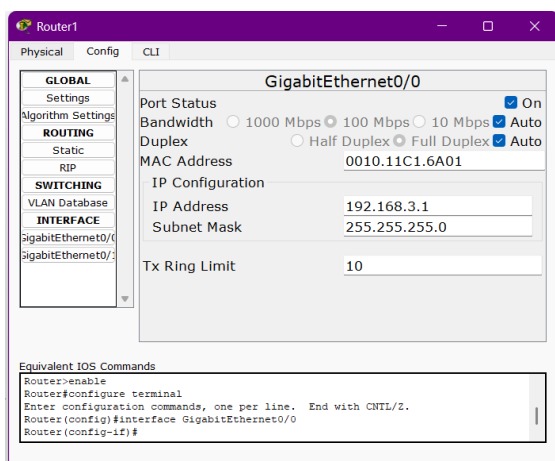 Router1
Physical Config CLI
GLOBAL
Settings
Algorithm Settings
ROUTING
Static
RIP
SWITCHING
VLAN Database
INTERFACE
GigabitEthernet0/0
GigabitEthernet0/1
GigabitEthernet0/0
Port Status On
Bandwidth 1000 Mbps 100 Mbps 10 Mbps Auto
Duplex Half Duplex Full Duplex Auto
MAC Address 0010.11C1.6A01
IP Configuration
IP Address 192.168.3.1
Subnet Mask 255.255.255.0
Tx Ring Limit 10
Equivalent IOS Commands
Router>enable
Router#configure terminal
Enter configuration commands, one per line. End with CNTL/Z.
Router(config)#interface GigabitEthernet0/0
Router(config-if)#